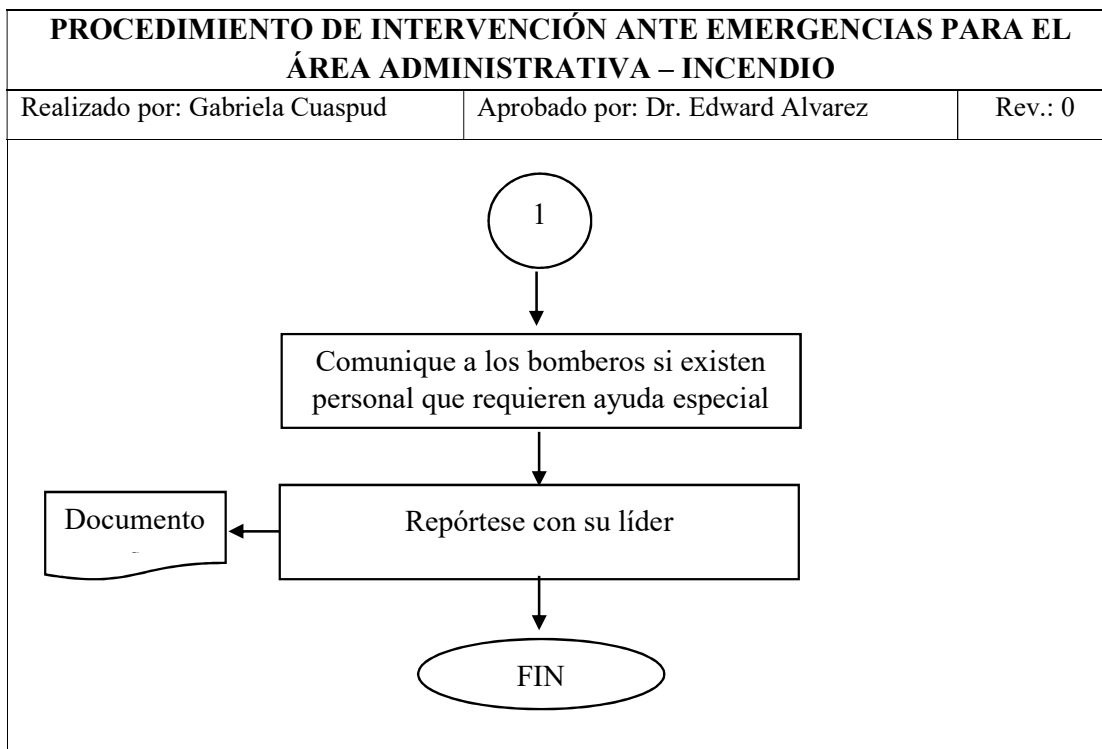 PROCEDIMIENTO DE INTERVENCIÓN ANTE EMERGENCIAS PARA EL
ÁREA ADMINISTRATIVA – INCENDIO
Realizado por: Gabriela Cuaspud Aprobado por: Dr. Edward Alvarez Rev.: 0
1
Comunique a los bomberos si existen
personal que requieren ayuda especial
Documento
Repórtese con su líder
FIN